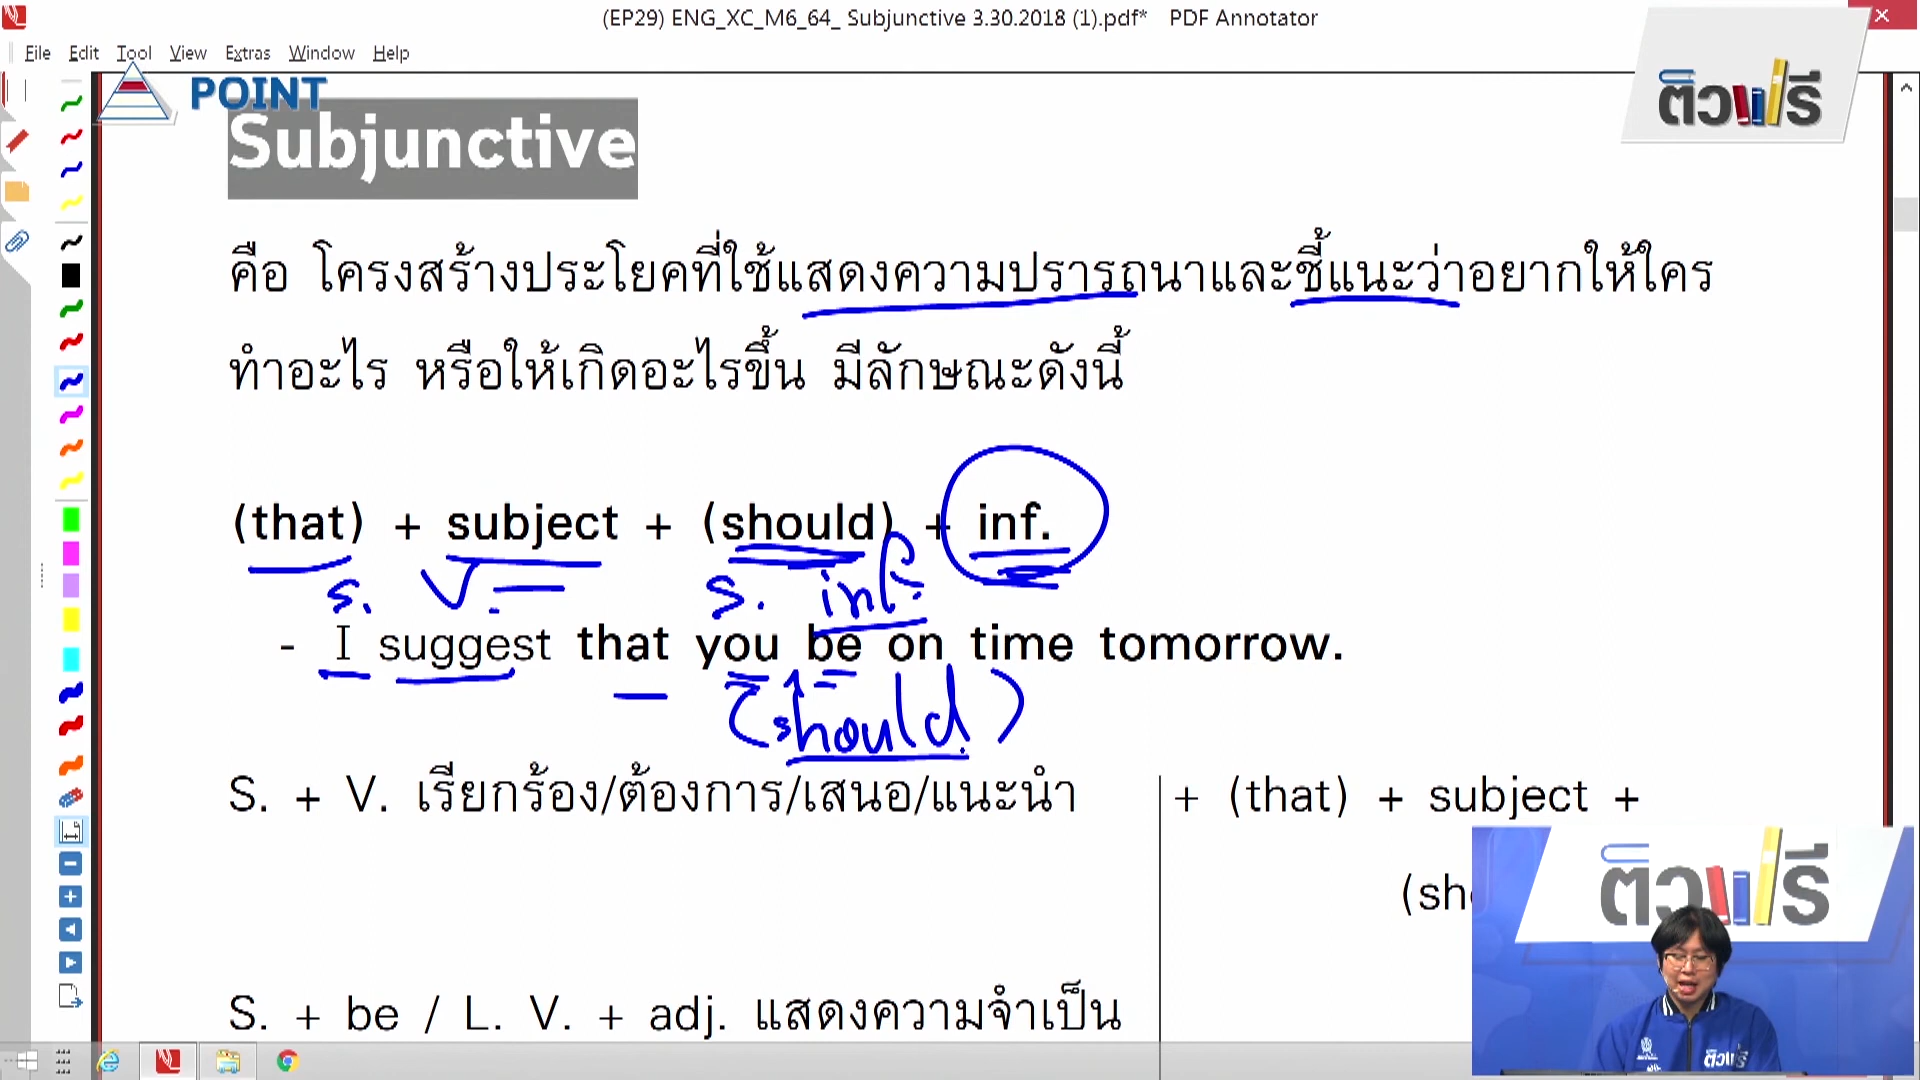 (EP29) ENG_XC_M6_64_ Subjunctive 3.30.2018 (1).pdf* PDF Annotator
File Edit Tool View Extras Window Help
POINT
ติวฟรี
Subjunctive
คือ โครงสร้างประโยคที่ใช้แสดงความปรารถนาและชี้แนะว่าอยากให้ใคร
ทำอะไร หรือให้เกิดอะไรขึ้น มีลักษณะดังนี้
(that) + subject + (should) + inf.
S. V. S. inf.
- I suggest that you be on time tomorrow.
(should)
S. + V. เรียกร้อง/ต้องการ/เสนอ/แนะนำ + (that) + subject +
(sh
ติวฟรี
S. + be / L. V. + adj. แสดงความจำเป็น
ติวฟรี